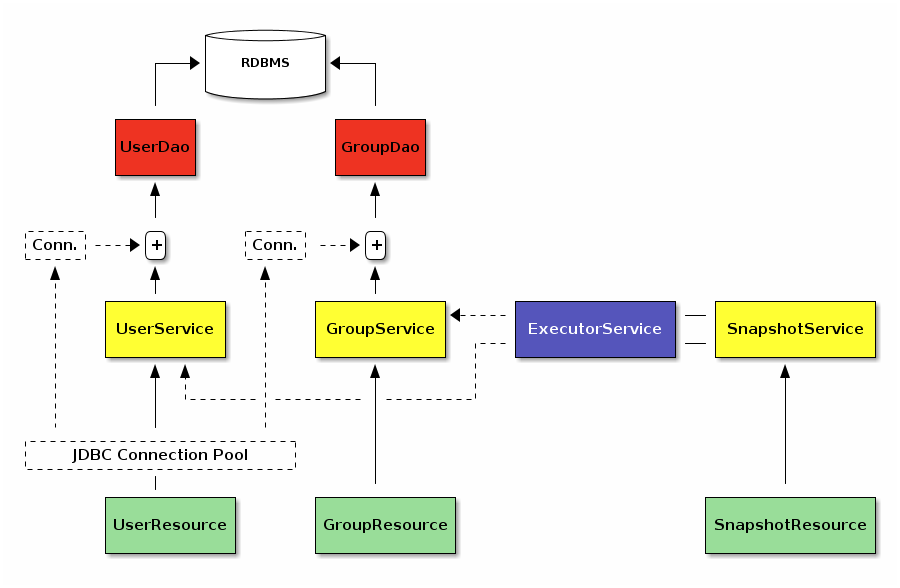 RDBMS
UserDao
GroupDao
Conn.
+
Conn.
+
UserService
GroupService
ExecutorService
SnapshotService
JDBC Connection Pool
UserResource
GroupResource
SnapshotResource